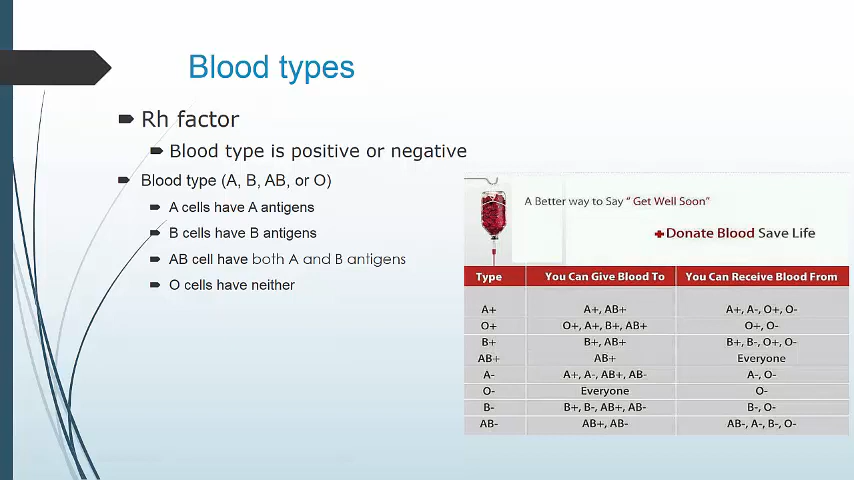 Blood types
Rh factor
Blood type is positive or negative
Blood type (A, B, AB, or O)
A cells have A antigens
B cells have B antigens
AB cell have both A and B antigens
O cells have neither
A Better way to Say " Get Well Soon"
Donate Blood Save Life
Type You Can Give Blood To You Can Receive Blood From
A+ A+, AB+ A+, A-, O+, O-
O+ O+, A+, B+, AB+ O+, O-
B+ B+, AB+ B+, B-, O+, O-
AB+ AB+ Everyone
A- A+, A-, AB+, AB- A-, O-
O- Everyone O-
B- B+, B-, AB+, AB- B-, O-
AB- AB+, AB- AB-, A-, B-, O-